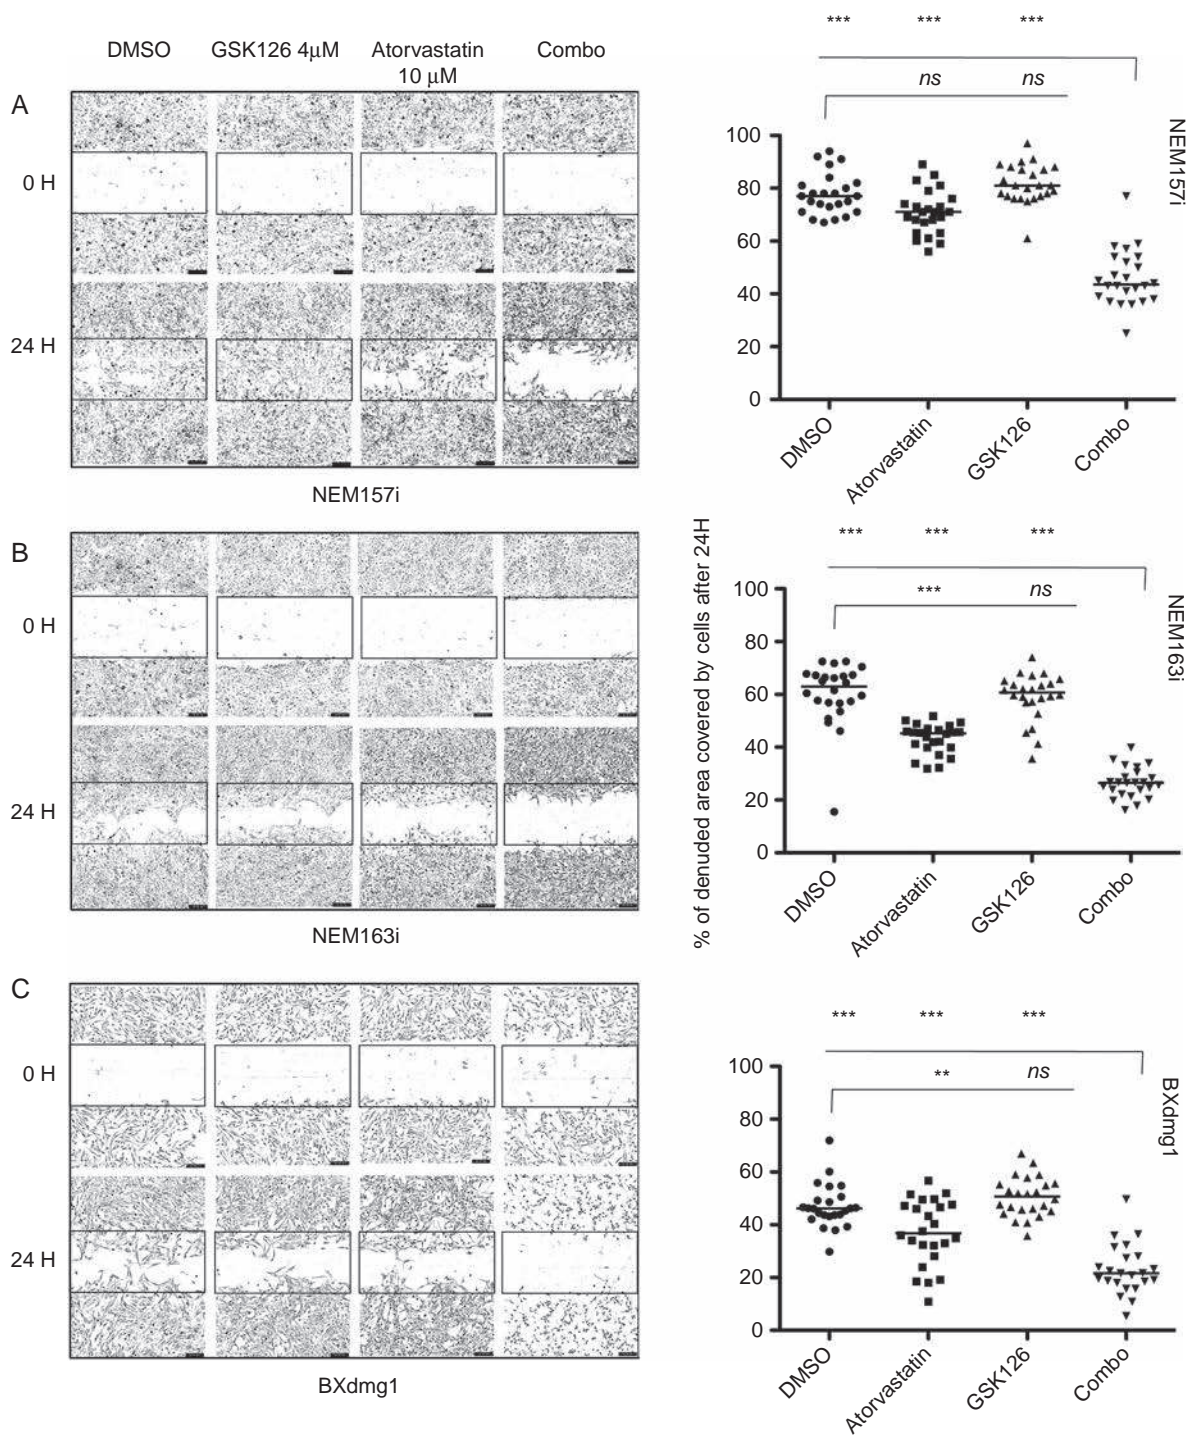 DMSO GSK126 4μM Atorvastatin 10 μM Combo
A
0 H
24 H
NEM157i
*** *** ***
ns ns
100
80
60
40
20
0
DMSO Atorvastatin GSK126 Combo
NEM157i
B
0 H
24 H
NEM163i
% of denuded area covered by cells after 24H
*** *** ***
*** ns
100
80
60
40
20
0
DMSO Atorvastatin GSK126 Combo
NEM163i
C
0 H
24 H
BXdmg1
*** *** ***
** ns
100
80
60
40
20
0
DMSO Atorvastatin GSK126 Combo
BXdmg1